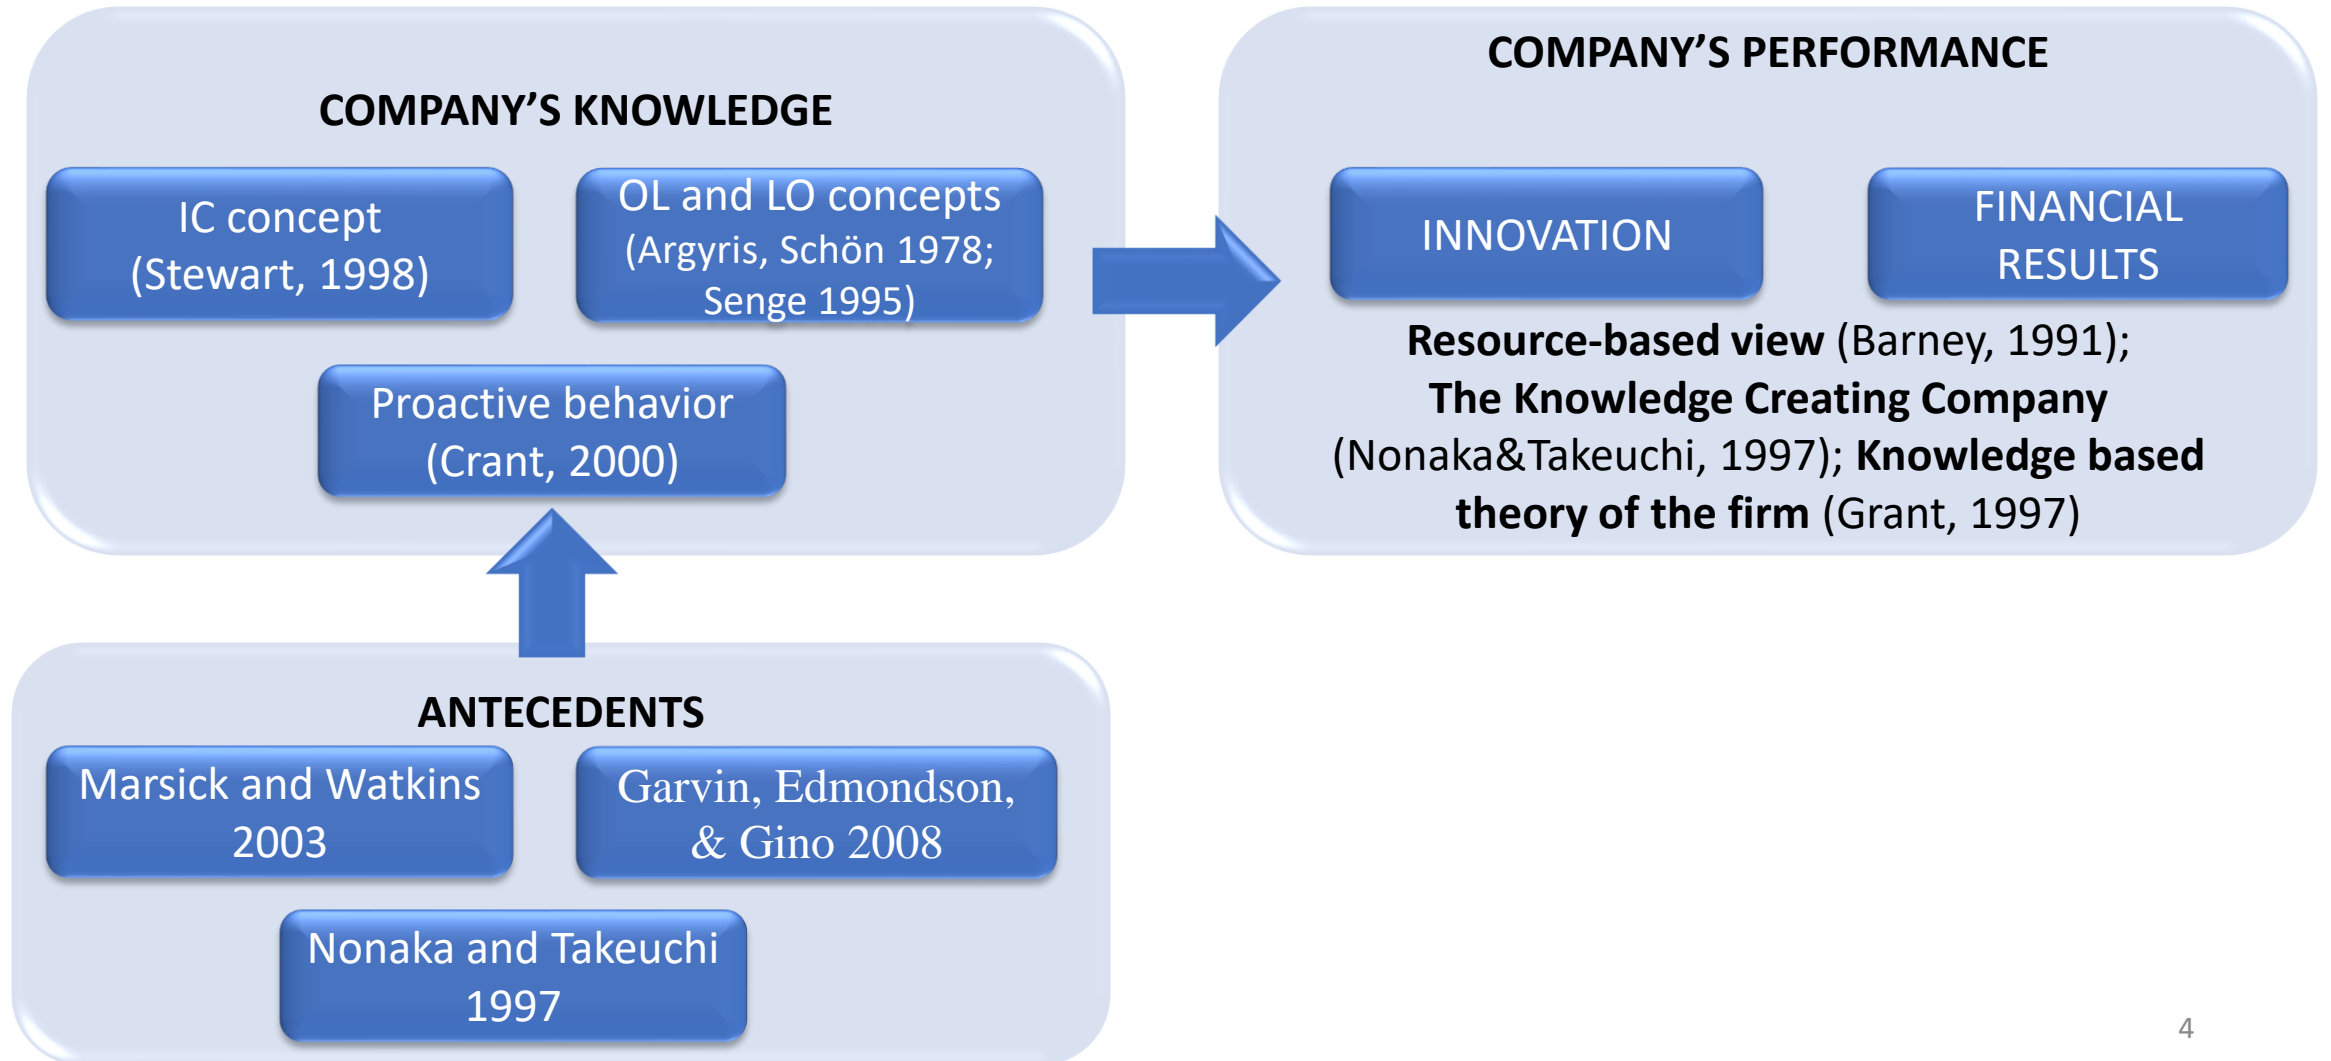 COMPANY’S KNOWLEDGE
IC concept
(Stewart, 1998)
OL and LO concepts
(Argyris, Schön 1978;
Senge 1995)
Proactive behavior
(Crant, 2000)
COMPANY’S PERFORMANCE
INNOVATION
FINANCIAL
RESULTS
Resource-based view (Barney, 1991);
The Knowledge Creating Company
(Nonaka&Takeuchi, 1997); Knowledge based
theory of the firm (Grant, 1997)
ANTECEDENTS
Marsick and Watkins
2003
Garvin, Edmondson,
& Gino 2008
Nonaka and Takeuchi
1997
4